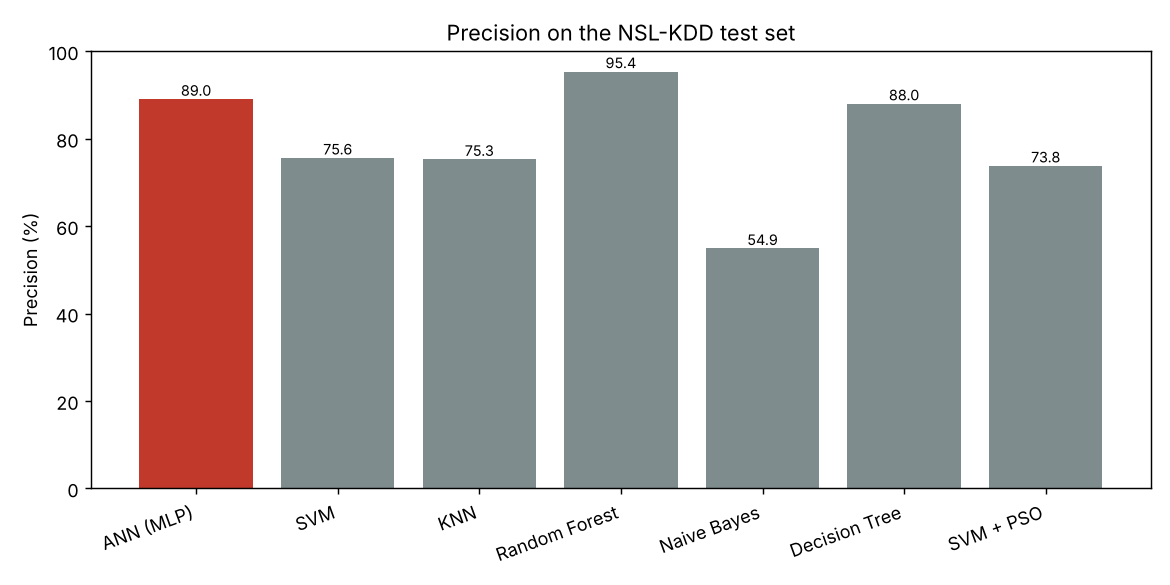 Precision on the NSL-KDD test set
Precision (%)
100
80
60
40
20
0
89.0
75.6
75.3
95.4
54.9
88.0
73.8
ANN (MLP)
SVM
KNN
Random Forest
Naive Bayes
Decision Tree
SVM + PSO